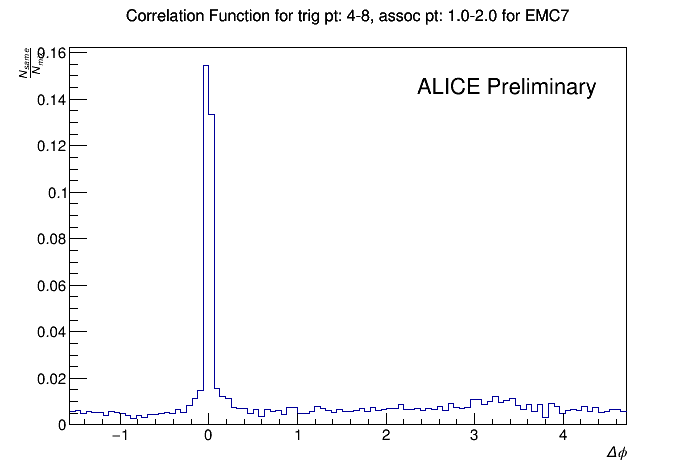 Correlation Function for trig pt: 4-8, assoc pt: 1.0-2.0 for EMC7
N_same
0.16
ALICE Preliminary
0.14
0.12
0.1
0.08
0.06
0.04
0.02
0
−1 0 1 2 3 4
Δϕ